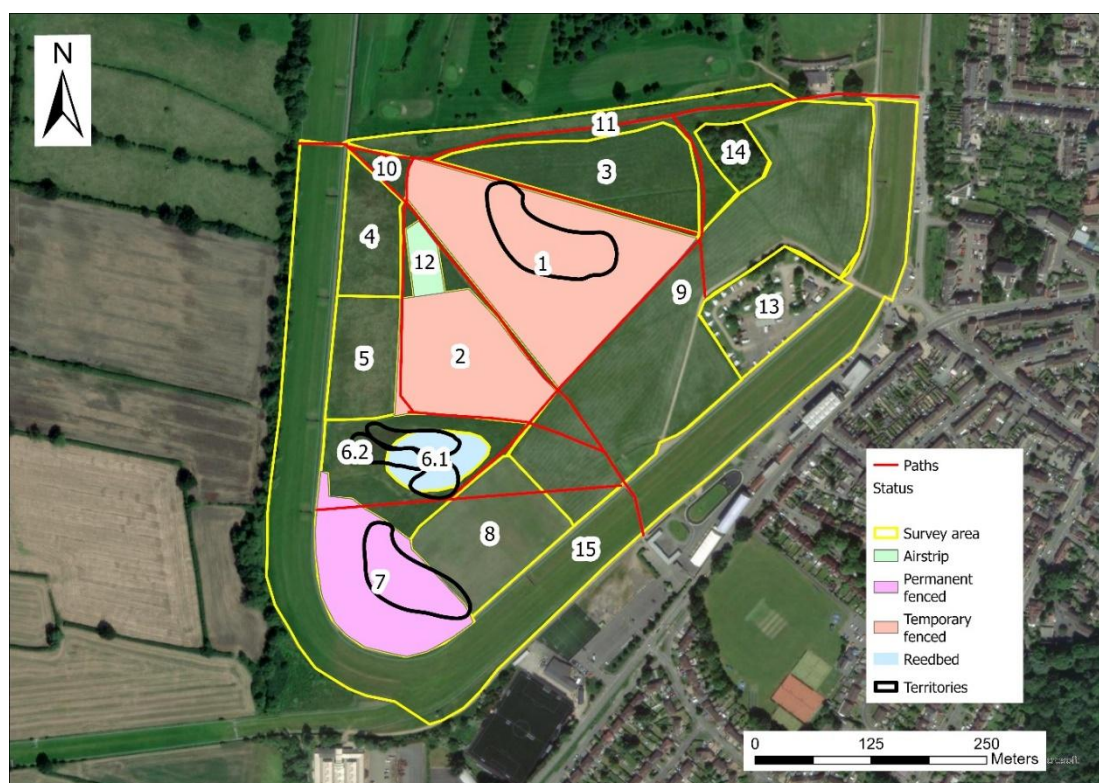 N
11
14
10
3
4
12
1
9
13
5
2
6.2
6.1
8
7
15
Paths
Status
Survey area
Airstrip
Permanent
fenced
Temporary
fenced
Reedbed
Territories
0 125 250
Meters